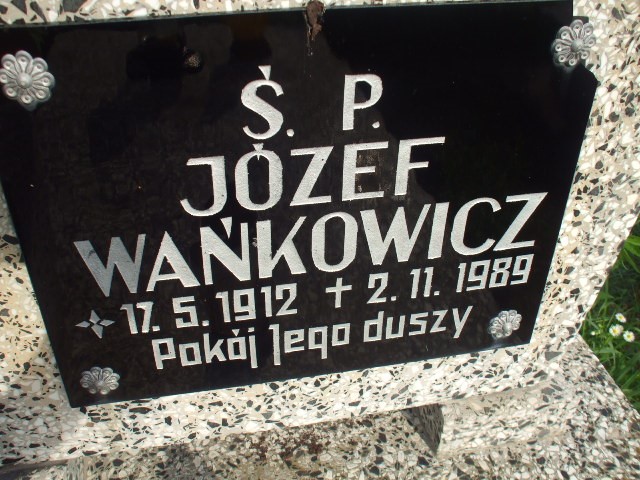 Ś. P.
JÓZEF
WAŃKOWICZ
17. 5. 1912 † 2. 11. 1989
Pokój Jego duszy